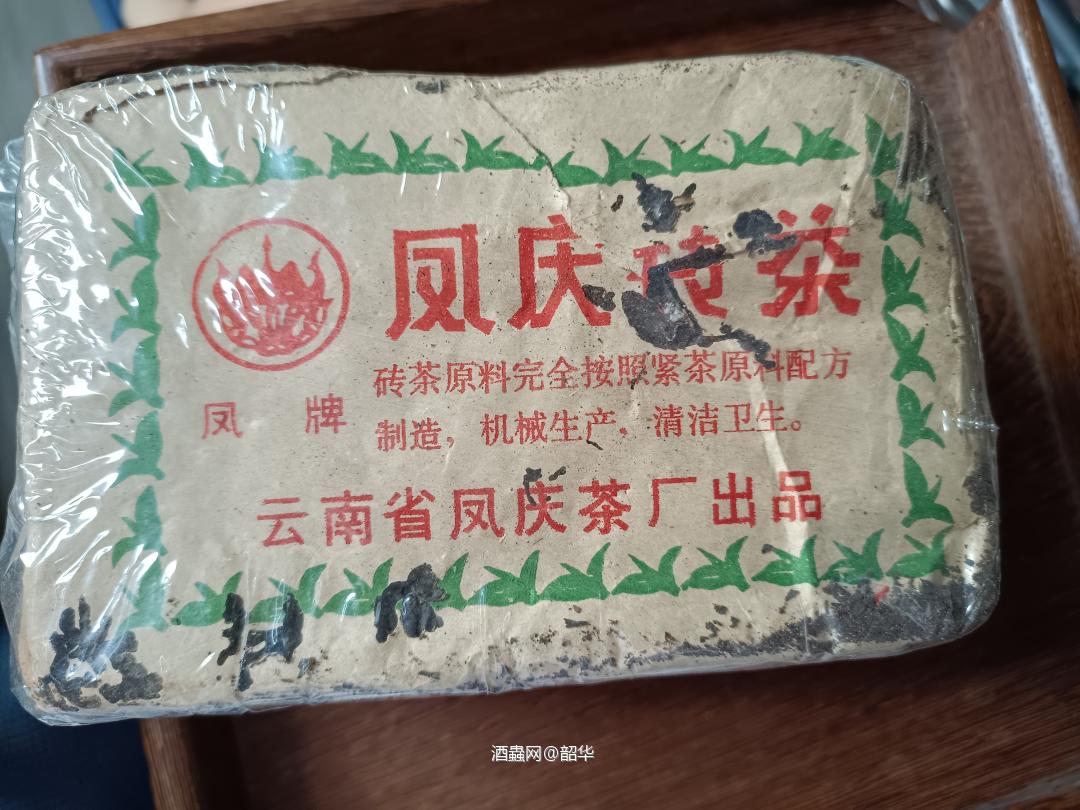 凤庆砖茶
砖茶原料完全按照紧茶原料配方
制造，机械生产，清洁卫生。
凤 牌
云南省凤庆茶厂出品
酒蟲网@韶华